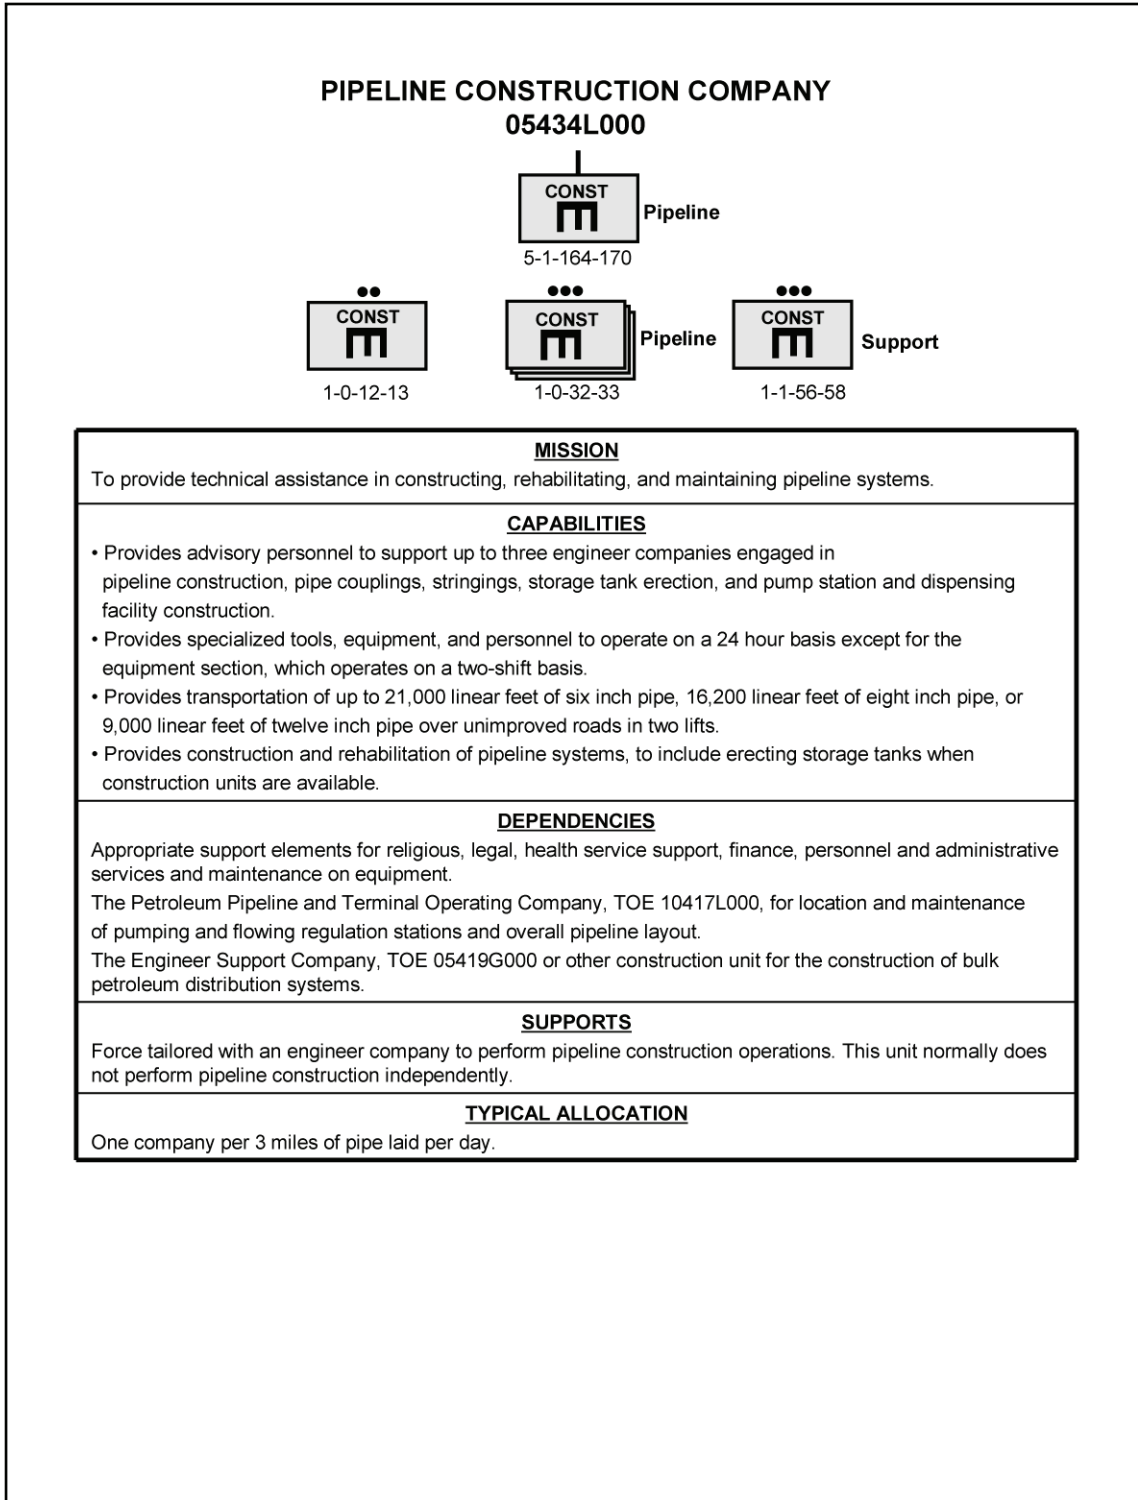 PIPELINE CONSTRUCTION COMPANY
05434L000
CONST
Pipeline
5-1-164-170
CONST
1-0-12-13
CONST
Pipeline
1-0-32-33
CONST
Support
1-1-56-58
MISSION
To provide technical assistance in constructing, rehabilitating, and maintaining pipeline systems.
CAPABILITIES
• Provides advisory personnel to support up to three engineer companies engaged in
pipeline construction, pipe couplings, stringings, storage tank erection, and pump station and dispensing
facility construction.
• Provides specialized tools, equipment, and personnel to operate on a 24 hour basis except for the
equipment section, which operates on a two-shift basis.
• Provides transportation of up to 21,000 linear feet of six inch pipe, 16,200 linear feet of eight inch pipe, or
9,000 linear feet of twelve inch pipe over unimproved roads in two lifts.
• Provides construction and rehabilitation of pipeline systems, to include erecting storage tanks when
construction units are available.
DEPENDENCIES
Appropriate support elements for religious, legal, health service support, finance, personnel and administrative
services and maintenance on equipment.
The Petroleum Pipeline and Terminal Operating Company, TOE 10417L000, for location and maintenance
of pumping and flowing regulation stations and overall pipeline layout.
The Engineer Support Company, TOE 05419G000 or other construction unit for the construction of bulk
petroleum distribution systems.
SUPPORTS
Force tailored with an engineer company to perform pipeline construction operations. This unit normally does
not perform pipeline construction independently.
TYPICAL ALLOCATION
One company per 3 miles of pipe laid per day.